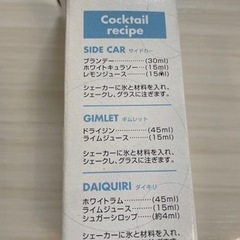 Cocktail
recipe
SIDE CAR サイドカー
ブランデー……………(30ml)
ホワイトキュラソー……(15ml)
レモンジュース…………(15ml)
シェーカーに氷と材料を入れ、
シェークし、グラスに注ぎます。
GIMLET ギムレット
ドライジン………………(45ml)
ライムジュース…………(15ml)
シェーカーに氷と材料を入れ、
シェークし、グラスに注ぎます。
DAIQUIRI ダイキリ
ホワイトラム……………(45ml)
ライムジュース…………(15ml)
シュガーシロップ………(約4ml)
シェーカーに氷と材料を入れ、